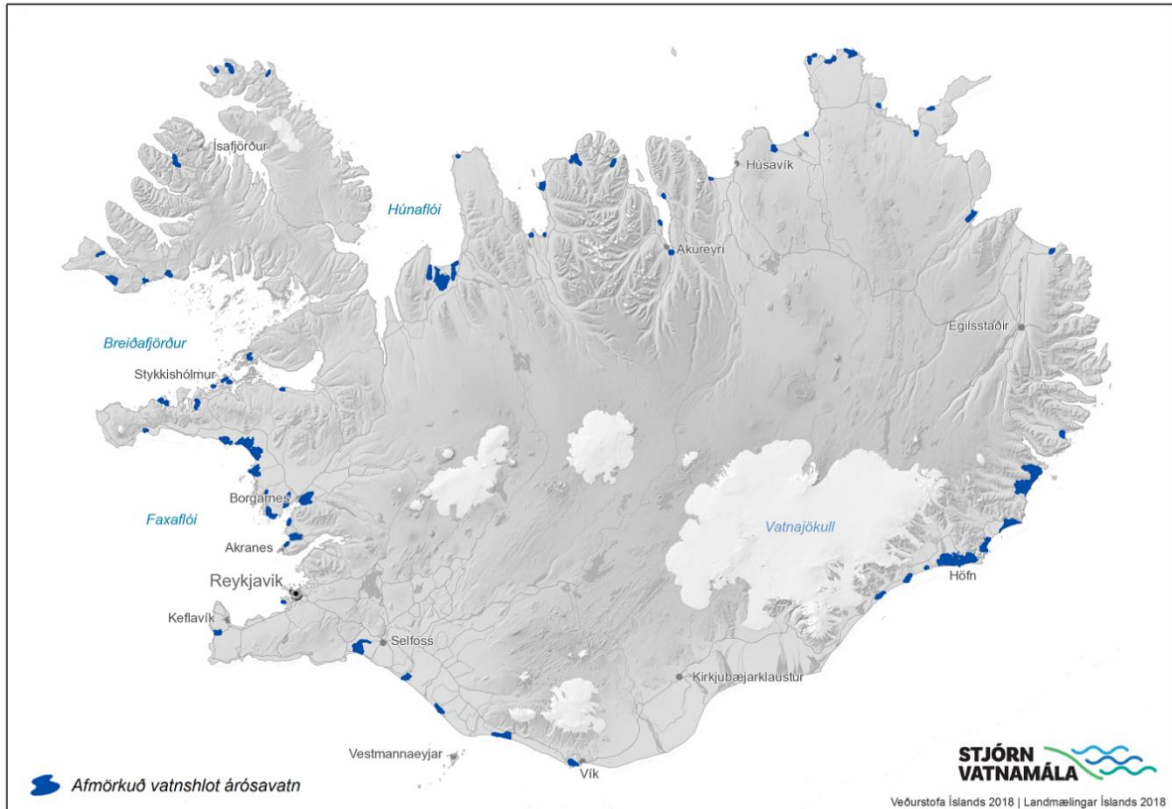 Ísafjörður
Húsavík
Húnaflói
Akureyri
Egilsstaðir
Breiðafjörður
Stykkishólmur
Borgarnes
Faxaflói
Vatnajökull
Akranes
Höfn
Reykjavik
Keflavík
Selfoss
Kirkjubæjarklaustur
Vestmannaeyjar
Vík
STJÓRN
VATNAMÁLA
Afmörkuð vatnshlot árósavatn
Veðurstofa Íslands 2018 | Landmælingar Íslands 2018